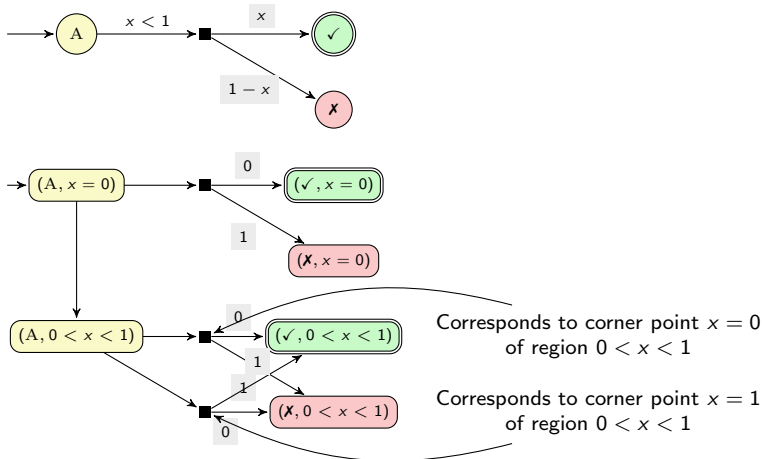 x < 1
x
A
✓
1 − x
✗
0
(A, x = 0)
(✓, x = 0)
1
(✗, x = 0)
0
(A, 0 < x < 1)
(✓, 0 < x < 1)
Corresponds to corner point x = 0
of region 0 < x < 1
1
1
(✗, 0 < x < 1)
0
Corresponds to corner point x = 1
of region 0 < x < 1